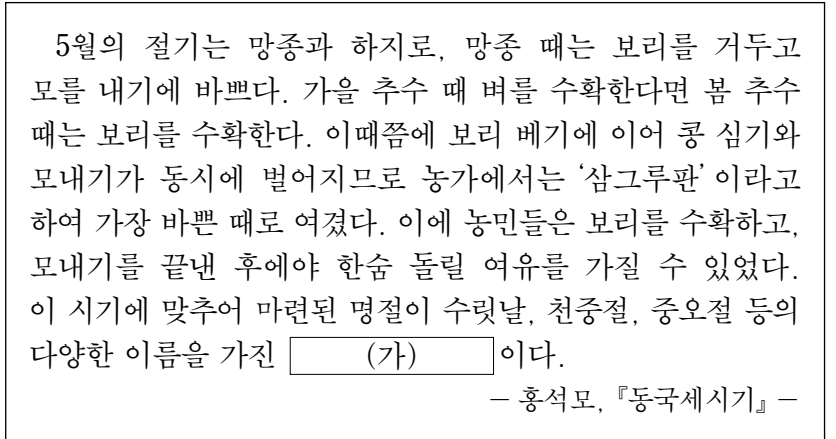 5월의 절기는 망종과 하지로, 망종 때는 보리를 거두고
모를 내기에 바쁘다. 가을 추수 때 벼를 수확한다면 봄 추수
때는 보리를 수확한다. 이때쯤에 보리 베기에 이어 콩 심기와
모내기가 동시에 벌어지므로 농가에서는 ‘삼그루판’이라고
하여 가장 바쁜 때로 여겼다. 이에 농민들은 보리를 수확하고,
모내기를 끝낸 후에야 한숨 돌릴 여유를 가질 수 있었다.
이 시기에 맞추어 마련된 명절이 수릿날, 천중절, 중오절 등의
다양한 이름을 가진 (가) 이다.
– 홍석모, 『동국세시기』 –